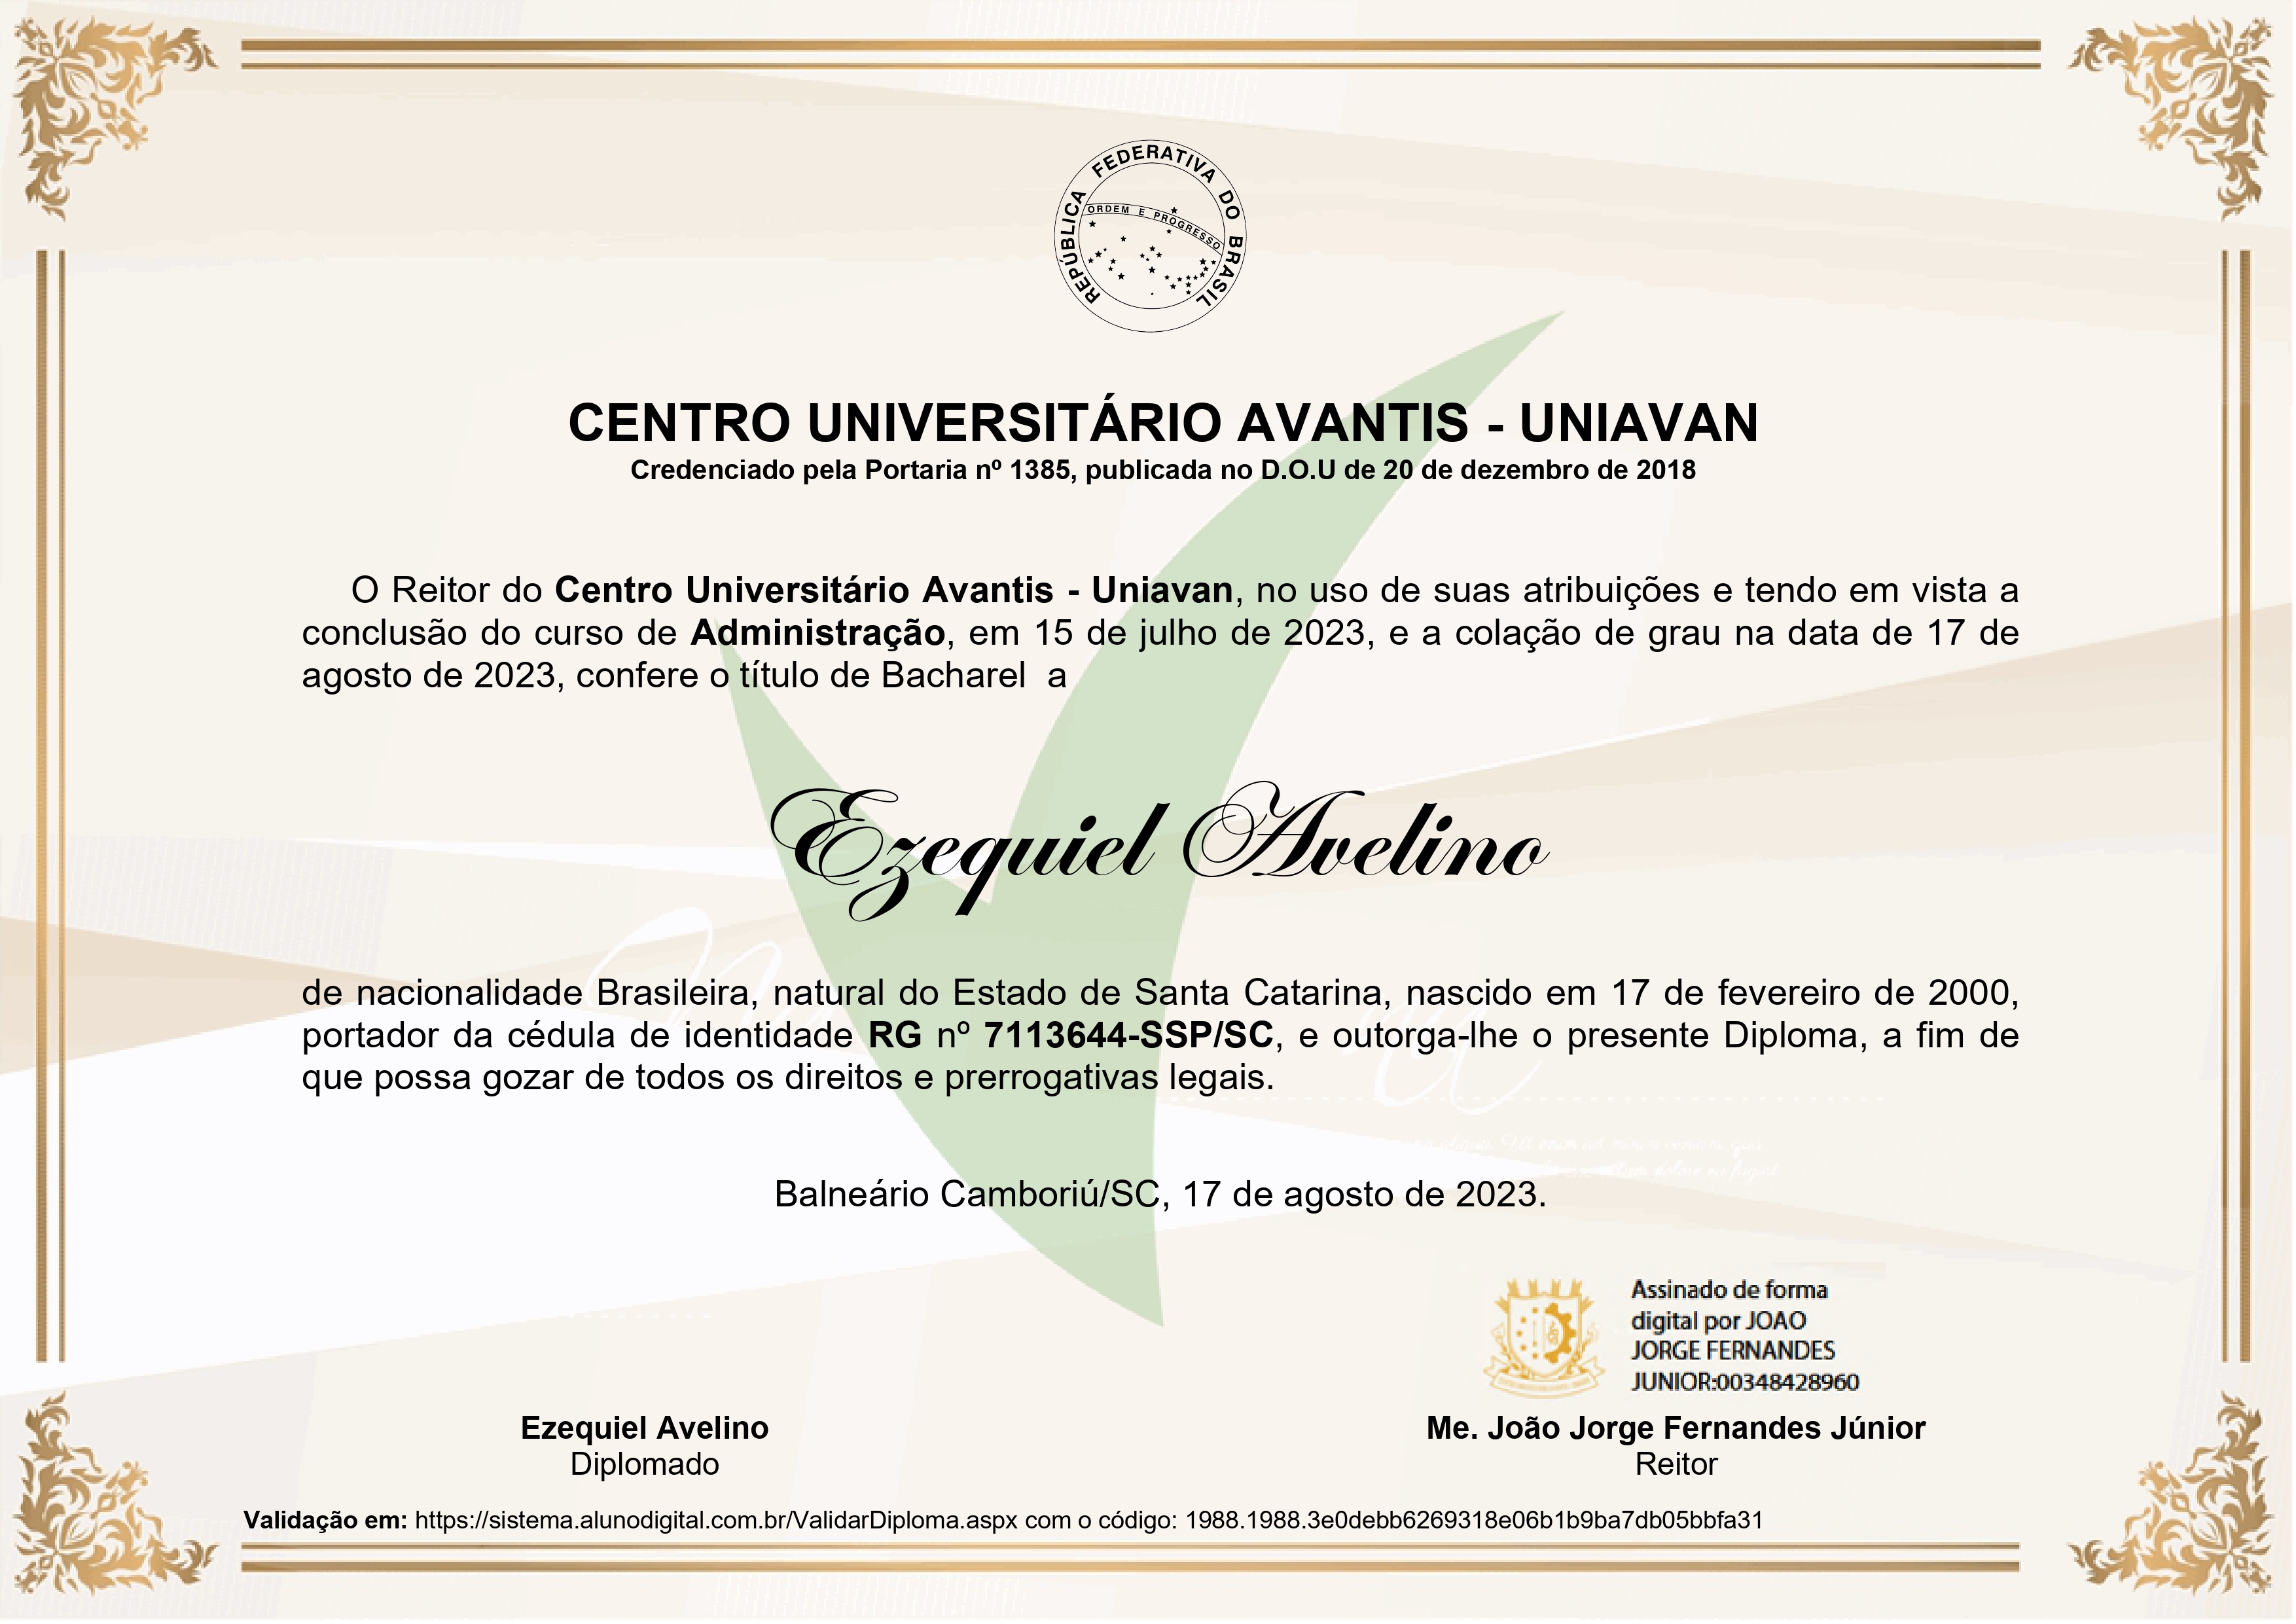 REPÚBLICA FEDERATIVA DO BRASIL
ORDEM E PROGRESSO
CENTRO UNIVERSITÁRIO AVANTIS - UNIAVAN
Credenciado pela Portaria nº 1385, publicada no D.O.U de 20 de dezembro de 2018
O Reitor do Centro Universitário Avantis - Uniavan, no uso de suas atribuições e tendo em vista a
conclusão do curso de Administração, em 15 de julho de 2023, e a colação de grau na data de 17 de
agosto de 2023, confere o título de Bacharel a
Ezequiel Avelino
de nacionalidade Brasileira, natural do Estado de Santa Catarina, nascido em 17 de fevereiro de 2000,
portador da cédula de identidade RG nº 7113644-SSP/SC, e outorga-lhe o presente Diploma, a fim de
que possa gozar de todos os direitos e prerrogativas legais.
Balneário Camboriú/SC, 17 de agosto de 2023.
Assinado de forma
digital por JOAO
JORGE FERNANDES
JUNIOR:00348428960
Ezequiel Avelino
Diplomado
Me. João Jorge Fernandes Júnior
Reitor
Validação em: https://sistema.alunodigital.com.br/ValidarDiploma.aspx com o código: 1988.1988.3e0debb6269318e06b1b9ba7db05bbfa31